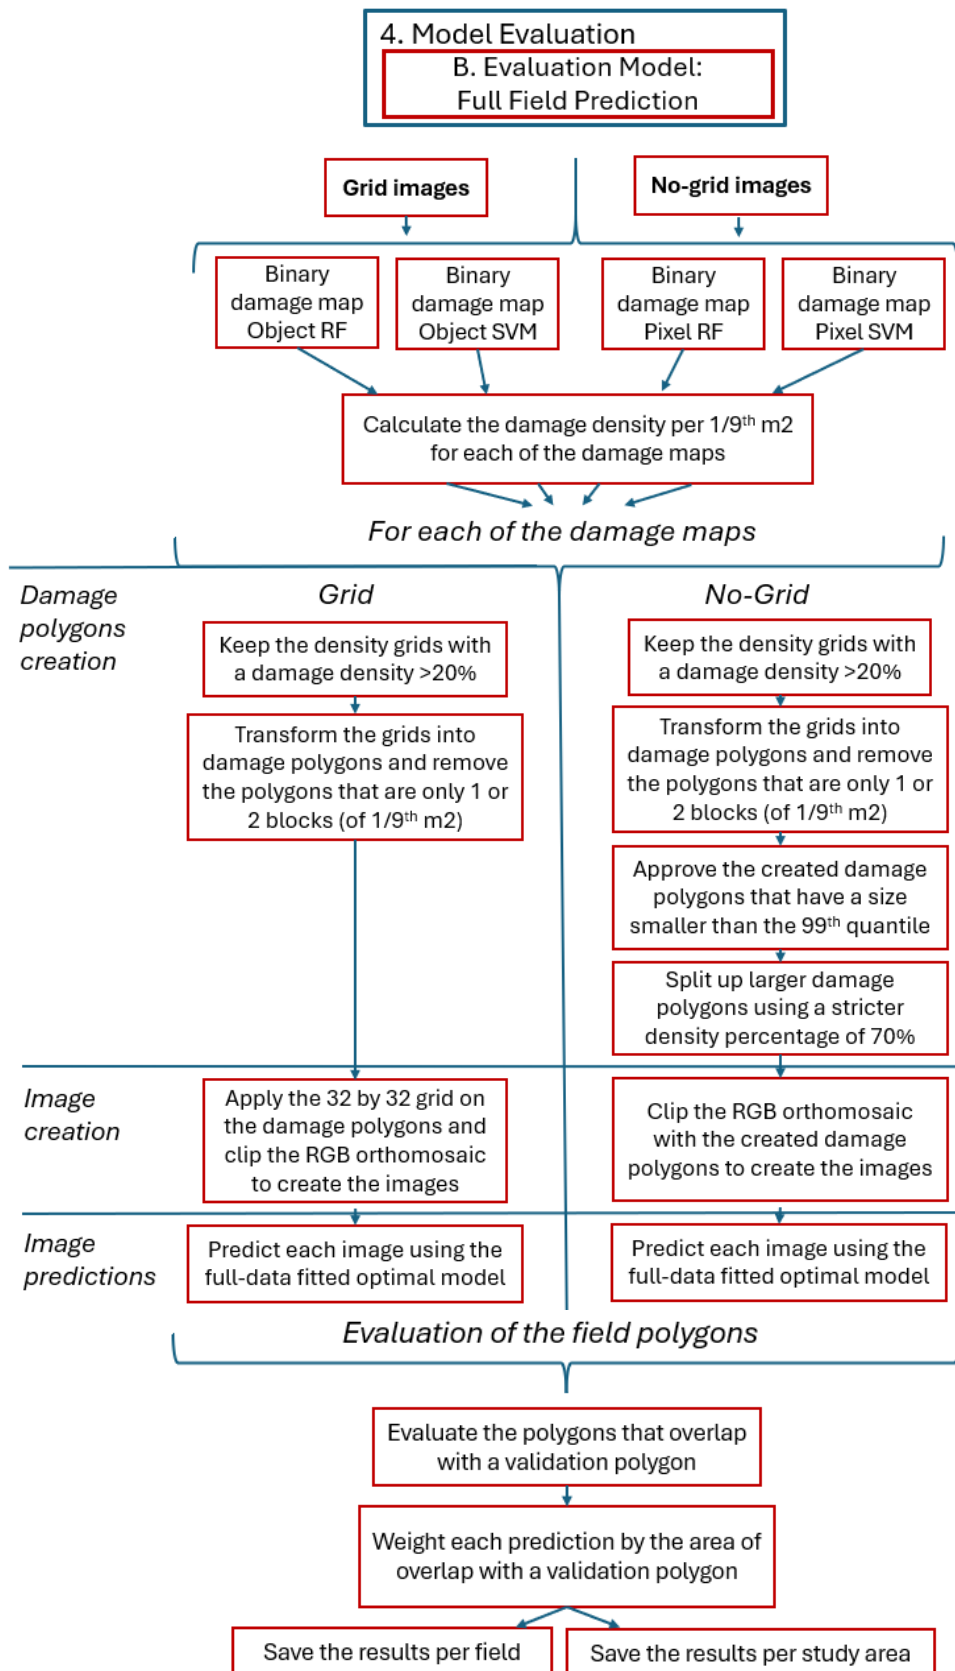 4. Model Evaluation
B. Evaluation Model:
Full Field Prediction
Grid images
No-grid images
Binary
damage map
Object RF
Binary
damage map
Object SVM
Binary
damage map
Pixel RF
Binary
damage map
Pixel SVM
Calculate the damage density per 1/9th m2
for each of the damage maps
For each of the damage maps
Damage
polygons
creation
Grid
Keep the density grids with
a damage density >20%
Transform the grids into
damage polygons and remove
the polygons that are only 1 or
2 blocks (of 1/9th m2)
No-Grid
Keep the density grids with
a damage density >20%
Transform the grids into
damage polygons and remove
the polygons that are only 1 or
2 blocks (of 1/9th m2)
Approve the created damage
polygons that have a size
smaller than the 99th quantile
Split up larger damage
polygons using a stricter
density percentage of 70%
Image
creation
Apply the 32 by 32 grid on
the damage polygons and
clip the RGB orthomosaic
to create the images
Clip the RGB orthomosaic
with the created damage
polygons to create the images
Image
predictions
Predict each image using the
full-data fitted optimal model
Predict each image using the
full-data fitted optimal model
Evaluation of the field polygons
Evaluate the polygons that overlap
with a validation polygon
Weight each prediction by the area of
overlap with a validation polygon
Save the results per field
Save the results per study area